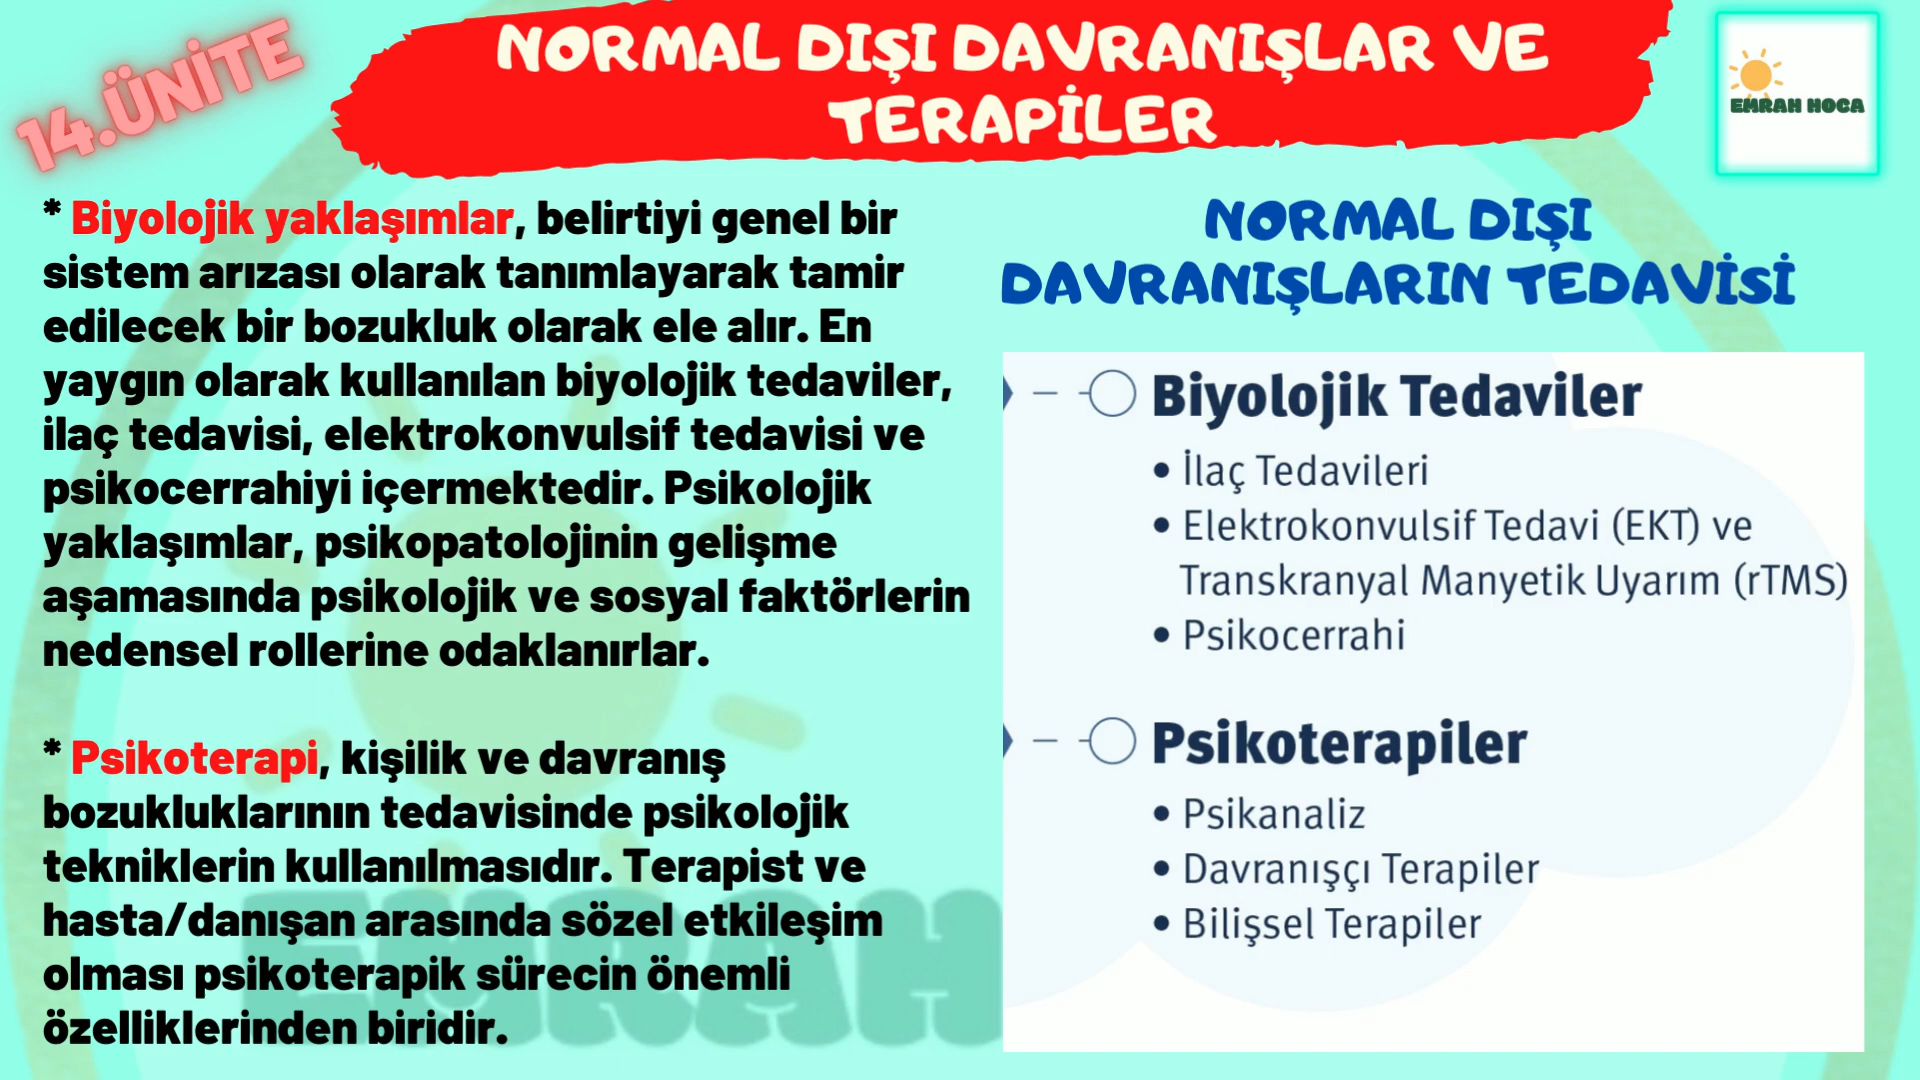 14.ÜNİTE
NORMAL DIŞI DAVRANIŞLAR VE
TERAPİLER
EMRAH HOCA
* Biyolojik yaklaşımlar, belirtiyi genel bir
sistem arızası olarak tanımlayarak tamir
edilecek bir bozukluk olarak ele alır. En
yaygın olarak kullanılan biyolojik tedaviler,
ilaç tedavisi, elektrokonvulsif tedavisi ve
psikocerrahiyi içermektedir. Psikolojik
yaklaşımlar, psikopatolojinin gelişme
aşamasında psikolojik ve sosyal faktörlerin
nedensel rollerine odaklanırlar.
* Psikoterapi, kişilik ve davranış
bozukluklarının tedavisinde psikolojik
tekniklerin kullanılmasıdır. Terapist ve
hasta/danışan arasında sözel etkileşim
olması psikoterapik sürecin önemli
özelliklerinden biridir.
NORMAL DIŞI
DAVRANIŞLARIN TEDAVİSİ
Biyolojik Tedaviler
• İlaç Tedavileri
• Elektrokonvulsif Tedavi (EKT) ve
Transkranyal Manyetik Uyarım (rTMS)
• Psikocerrahi
Psikoterapiler
• Psikanaliz
• Davranışçı Terapiler
• Bilişsel Terapiler
EMRAH